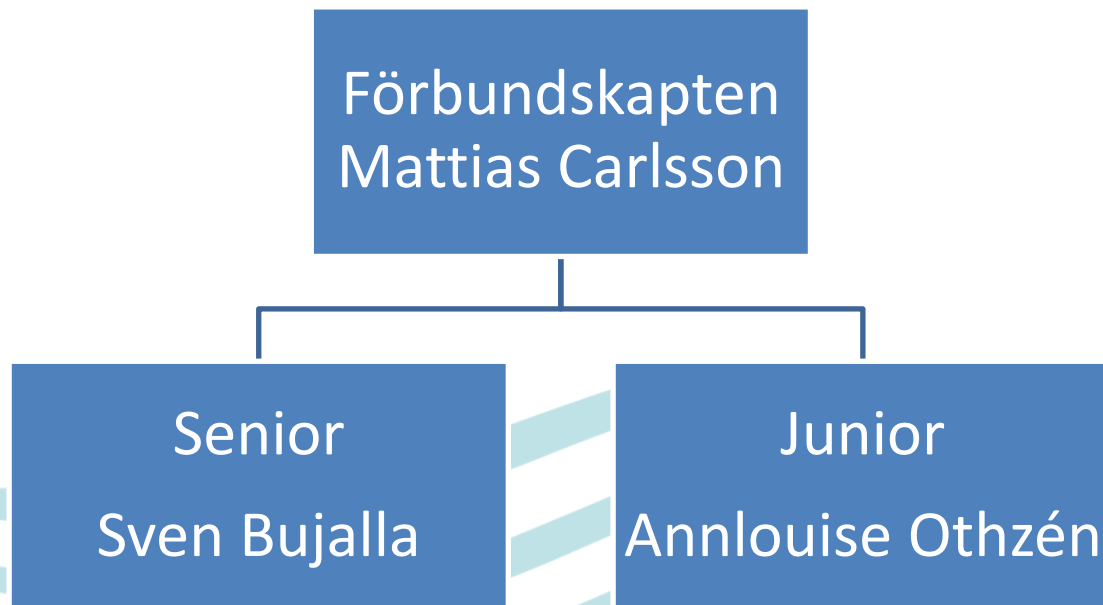 Förbundskapten
Mattias Carlsson
Senior
Sven Bujalla
Junior
Annlouise Othzén